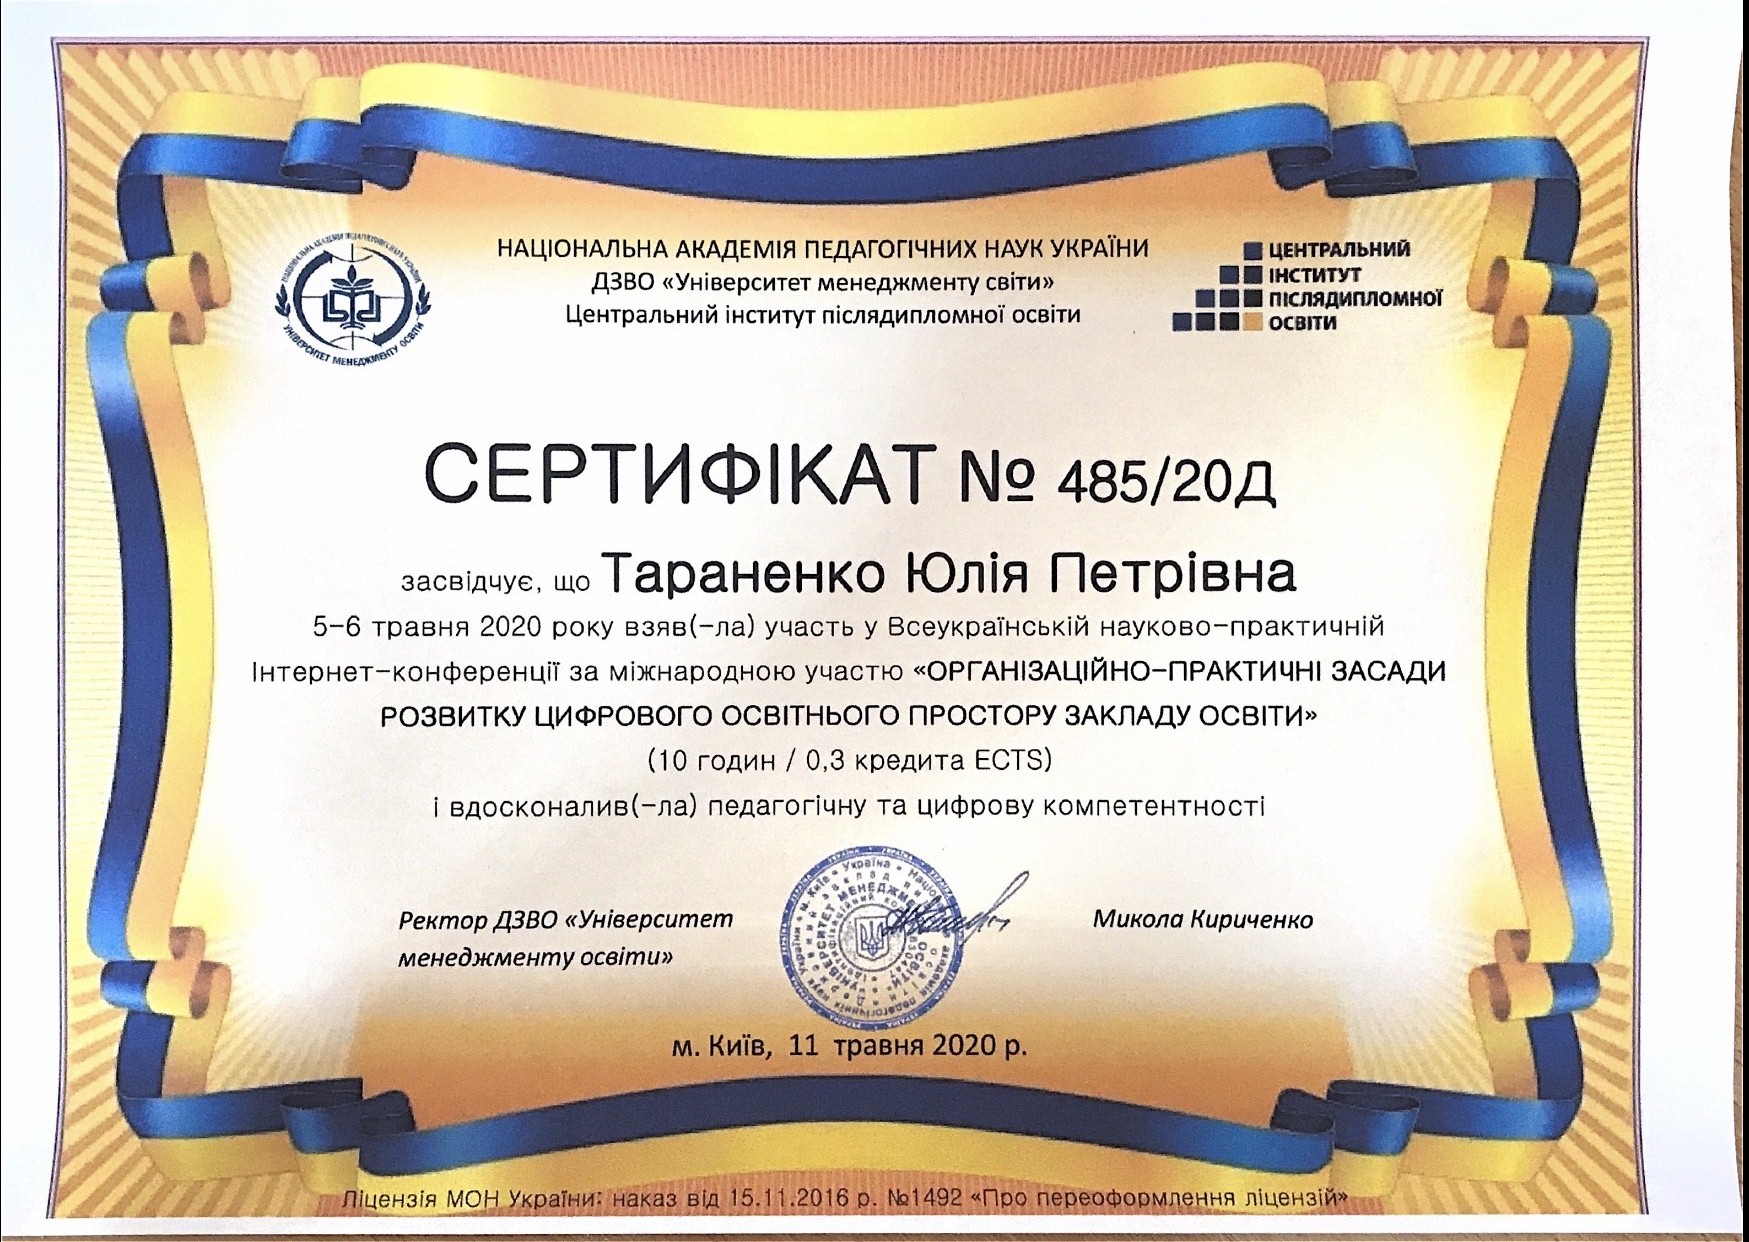 НАЦІОНАЛЬНА АКАДЕМІЯ ПЕДАГОГІЧНИХ НАУК УКРАЇНИ
ДЗВО «Університет менеджменту світи»
Центральний інститут післядипломної освіти
УНІВЕРСИТЕТ МЕНЕДЖМЕНТУ ОСВІТИ
ЦЕНТРАЛЬНИЙ
ІНСТИТУТ
ПІСЛЯДИПЛОМНОЇ
ОСВІТИ
СЕРТИФІКАТ № 485/20Д
засвідчує, що Тараненко Юлія Петрівна
5-6 травня 2020 року взяв(-ла) участь у Всеукраїнській науково-практичній
Інтернет-конференції за міжнародною участю «ОРГАНІЗАЦІЙНО-ПРАКТИЧНІ ЗАСАДИ
РОЗВИТКУ ЦИФРОВОГО ОСВІТНЬОГО ПРОСТОРУ ЗАКЛАДУ ОСВІТИ»
(10 годин / 0,3 кредита ECTS)
і вдосконалив(-ла) педагогічну та цифрову компетентності
Ректор ДЗВО «Університет
менеджменту освіти»
Микола Кириченко
м. Київ, 11 травня 2020 р.
Ліцензія МОН України: наказ від 15.11.2016 р. №1492 «Про переоформлення ліцензій»